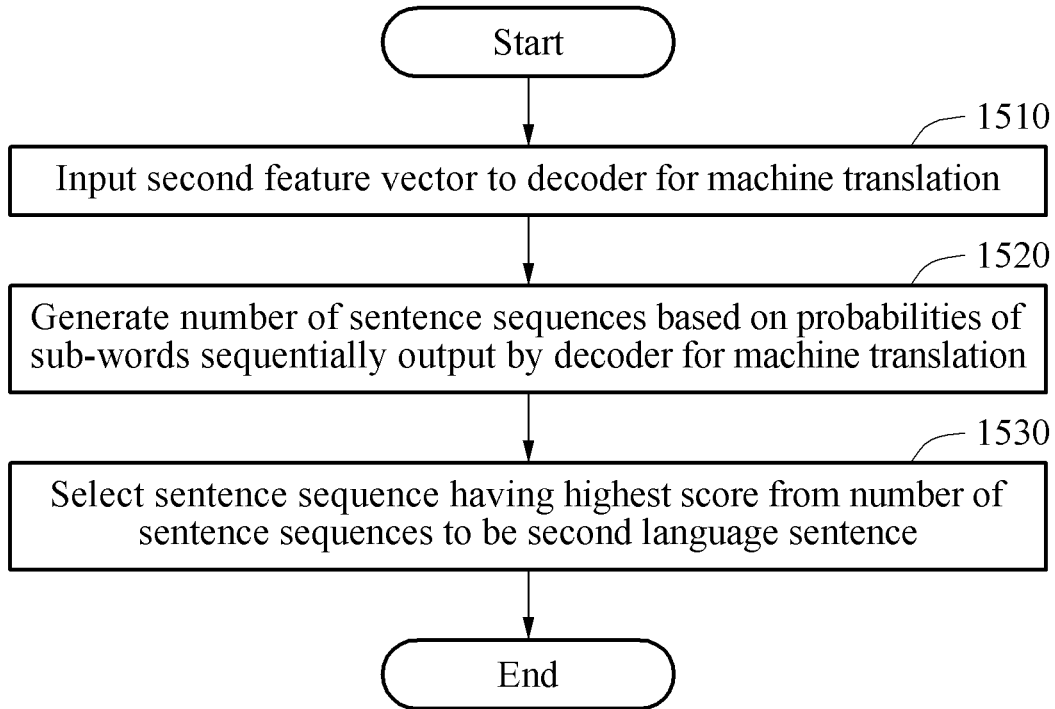 Start
1510
Input second feature vector to decoder for machine translation
1520
Generate number of sentence sequences based on probabilities of
sub-words sequentially output by decoder for machine translation
1530
Select sentence sequence having highest score from number of
sentence sequences to be second language sentence
End